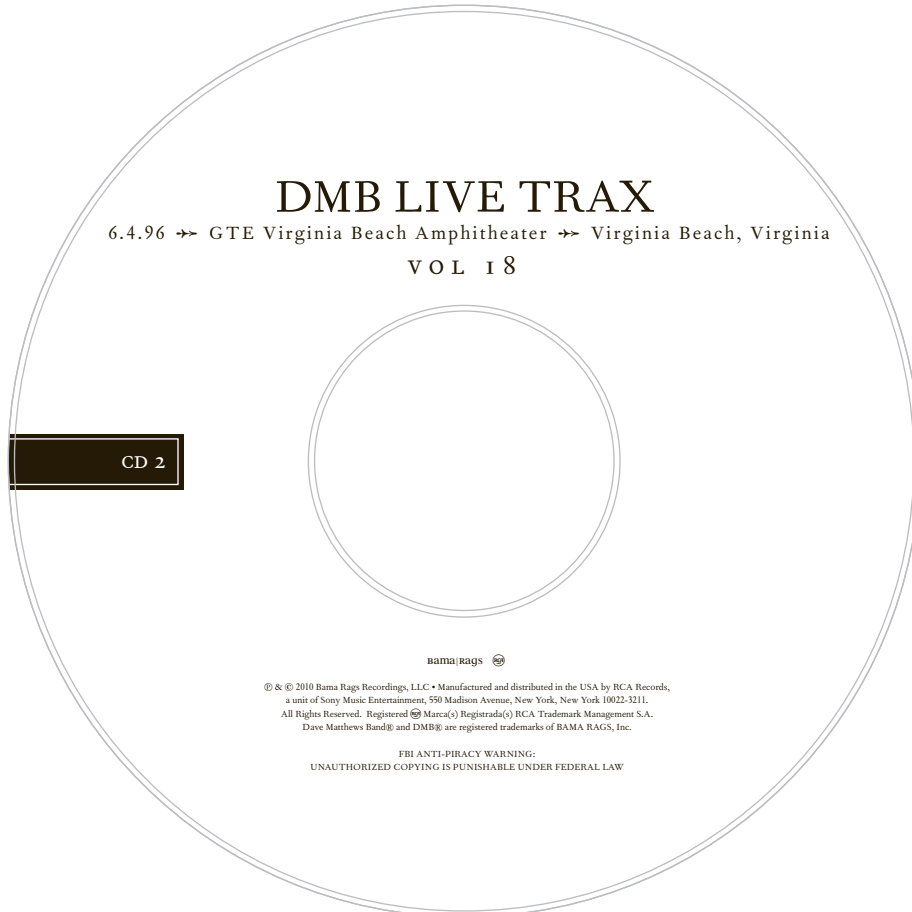 DMB LIVE TRAX
6.4.96 ➳ GTE Virginia Beach Amphitheater ➳ Virginia Beach, Virginia
VOL 18
CD 2
Bama|Rags RCA
℗ & © 2010 Bama Rags Recordings, LLC • Manufactured and distributed in the USA by RCA Records,
a unit of Sony Music Entertainment, 550 Madison Avenue, New York, New York 10022-3211.
All Rights Reserved. Registered RCA Marca(s) Registrada(s) RCA Trademark Management S.A.
Dave Matthews Band® and DMB® are registered trademarks of BAMA RAGS, Inc.
FBI ANTI-PIRACY WARNING:
UNAUTHORIZED COPYING IS PUNISHABLE UNDER FEDERAL LAW